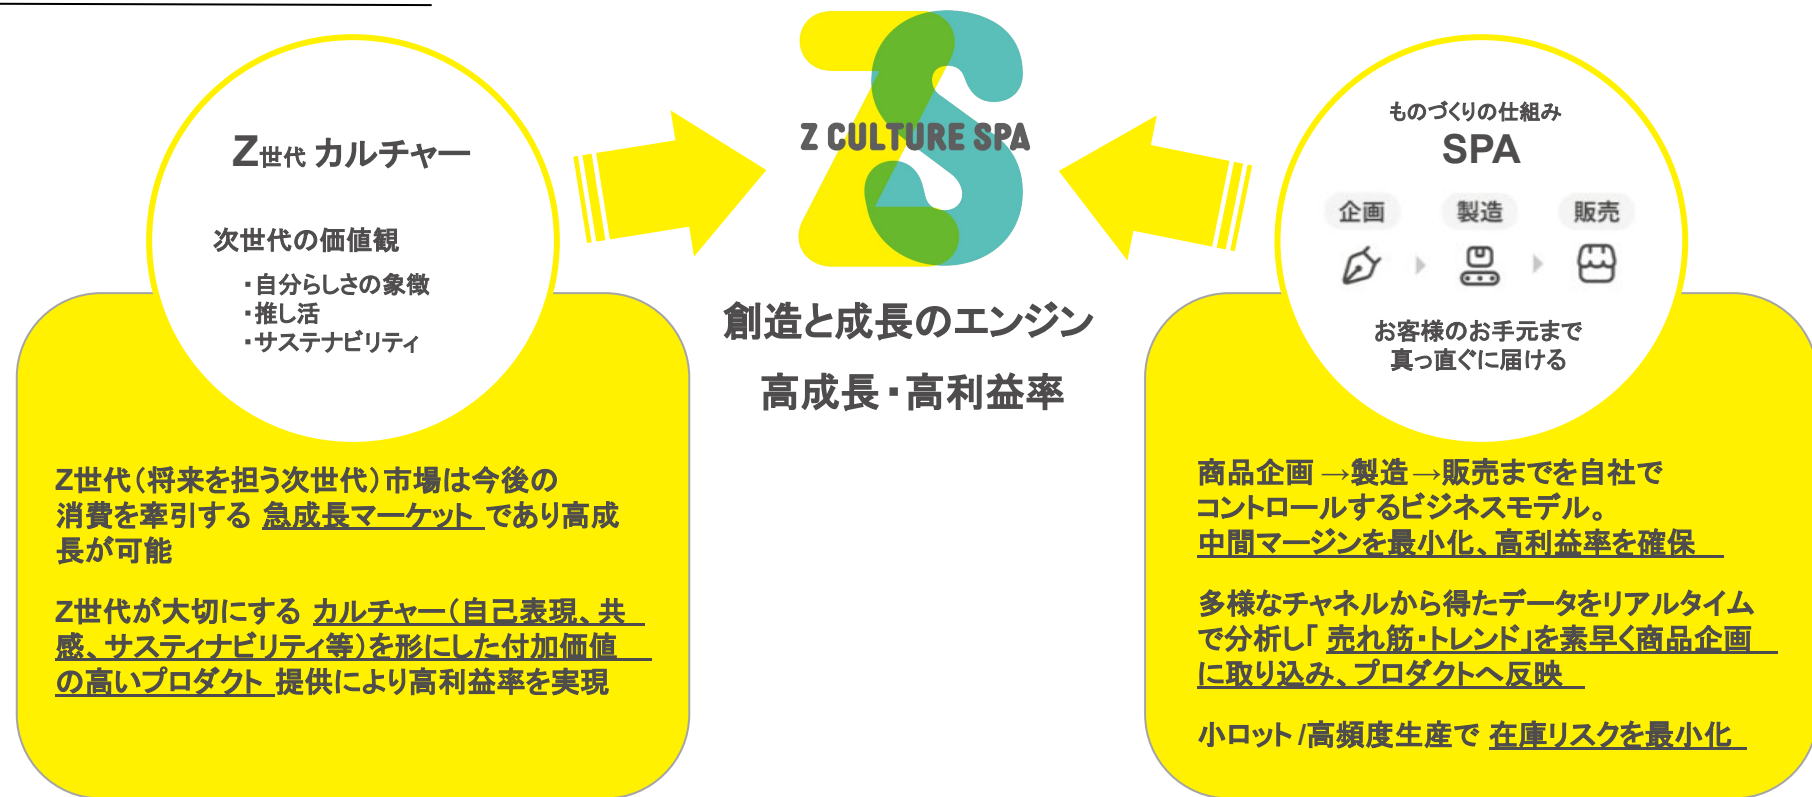 Z世代 カルチャー
次世代の価値観
・自分らしさの象徴
・推し活
・サステナビリティ
Z世代（将来を担う次世代）市場は今後の
消費を牽引する 急成長マーケット であり高成
長が可能
Z世代が大切にする カルチャー（自己表現、共
感、サスティナビリティ等）を形にした付加価値
の高いプロダクト 提供により高利益率を実現
Z CULTURE SPA
創造と成長のエンジン
高成長・高利益率
ものづくりの仕組み
SPA
企画 製造 販売
お客様のお手元まで
真っ直ぐに届ける
商品企画→製造→販売までを自社で
コントロールするビジネスモデル。
中間マージンを最小化、高利益率を確保
多様なチャネルから得たデータをリアルタイム
で分析し「 売れ筋・トレンド」を素早く商品企画
に取り込み、プロダクトへ反映
小ロット/高頻度生産で 在庫リスクを最小化